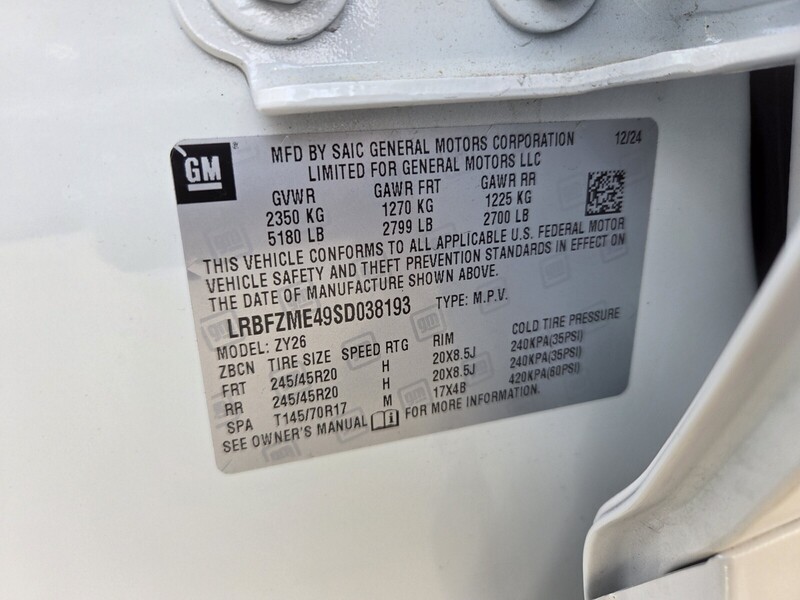 GM
MFD BY SAIC GENERAL MOTORS CORPORATION 12/24
LIMITED FOR GENERAL MOTORS LLC
GVWR GAWR FRT GAWR RR
2350 KG 1270 KG 1225 KG
5180 LB 2799 LB 2700 LB
THIS VEHICLE CONFORMS TO ALL APPLICABLE U.S. FEDERAL MOTOR
VEHICLE SAFETY AND THEFT PREVENTION STANDARDS IN EFFECT ON
THE DATE OF MANUFACTURE SHOWN ABOVE.
LRBFZME49SD038193 TYPE: M.P.V.
MODEL: ZY26
ZBCN TIRE SIZE SPEED RTG RIM COLD TIRE PRESSURE
FRT 245/45R20 H 20X8.5J 240KPA(35PSI)
RR 245/45R20 H 20X8.5J 240KPA(35PSI)
SPA T145/70R17 M 17X4B 420KPA(60PSI)
SEE OWNER'S MANUAL FOR MORE INFORMATION.